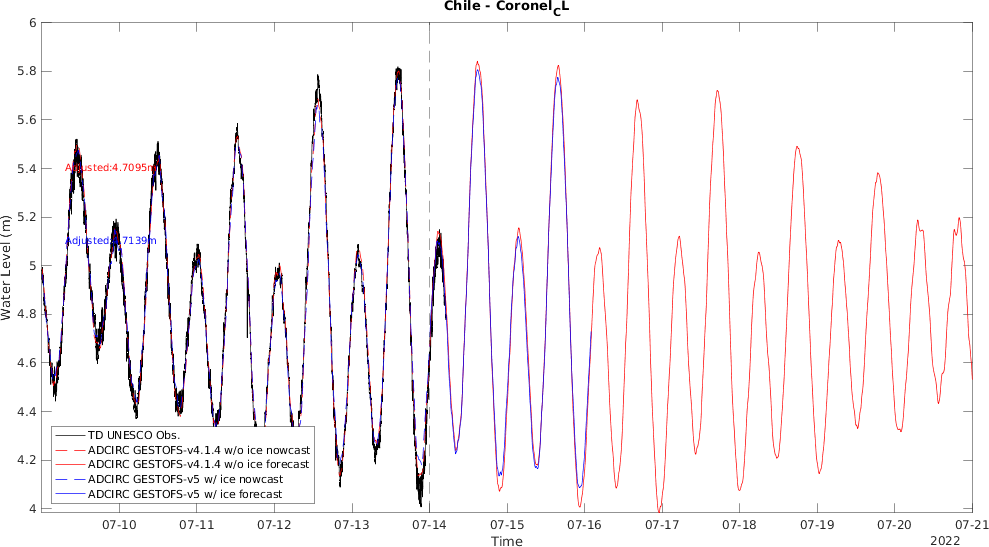 Chile - Coronel_CL
6
5.8
5.6
5.4
5.2
5
4.8
4.6
4.4
4.2
4
Water Level (m)
Adjusted:4.7095m
Adjusted:4.7139m
TD UNESCO Obs.
ADCIRC GESTOFS-v4.1.4 w/o ice nowcast
ADCIRC GESTOFS-v4.1.4 w/o ice forecast
ADCIRC GESTOFS-v5 w/ ice nowcast
ADCIRC GESTOFS-v5 w/ ice forecast
07-10 07-11 07-12 07-13 07-14 07-15 07-16 07-17 07-18 07-19 07-20 07-21
Time
2022